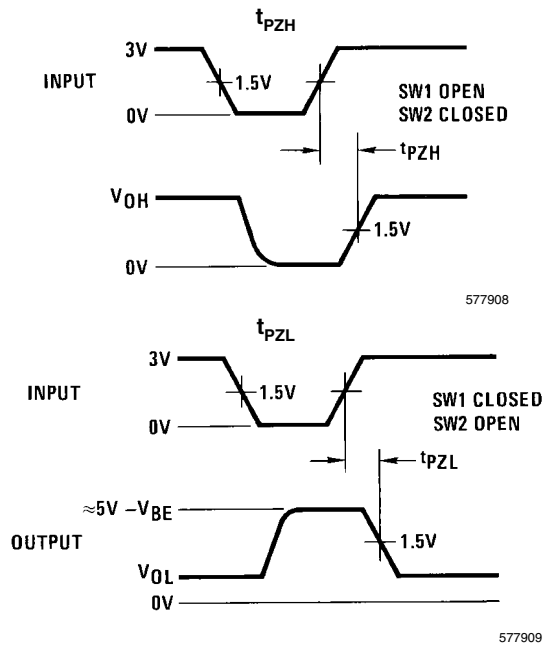 tPZH
3V
INPUT
1.5V
0V
SW1 OPEN
SW2 CLOSED
tPZH
VOH
1.5V
0V
577908
tPZL
3V
INPUT
1.5V
0V
SW1 CLOSED
SW2 OPEN
tPZL
≈5V –VBE
OUTPUT
1.5V
VOL
0V
577909